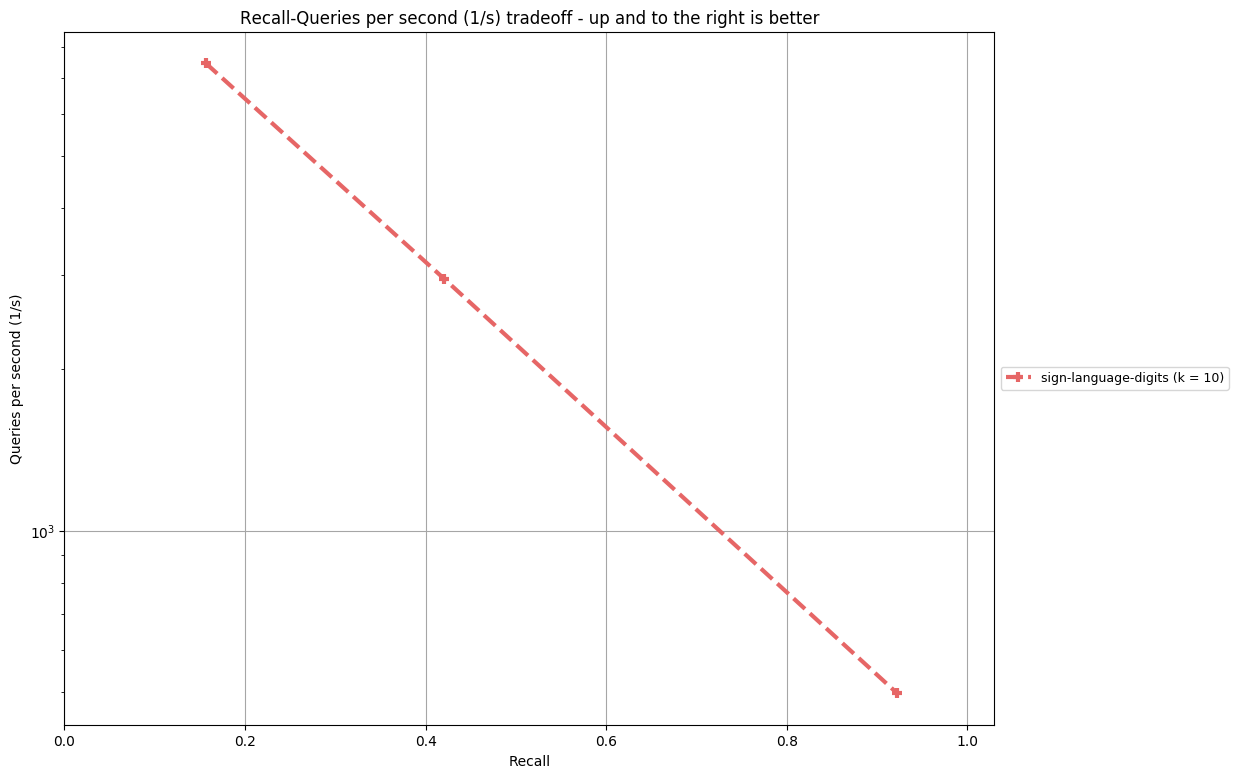 Recall-Queries per second (1/s) tradeoff - up and to the right is better
Queries per second (1/s)
10³
0.0 0.2 0.4 0.6 0.8 1.0
Recall
sign-language-digits (k = 10)